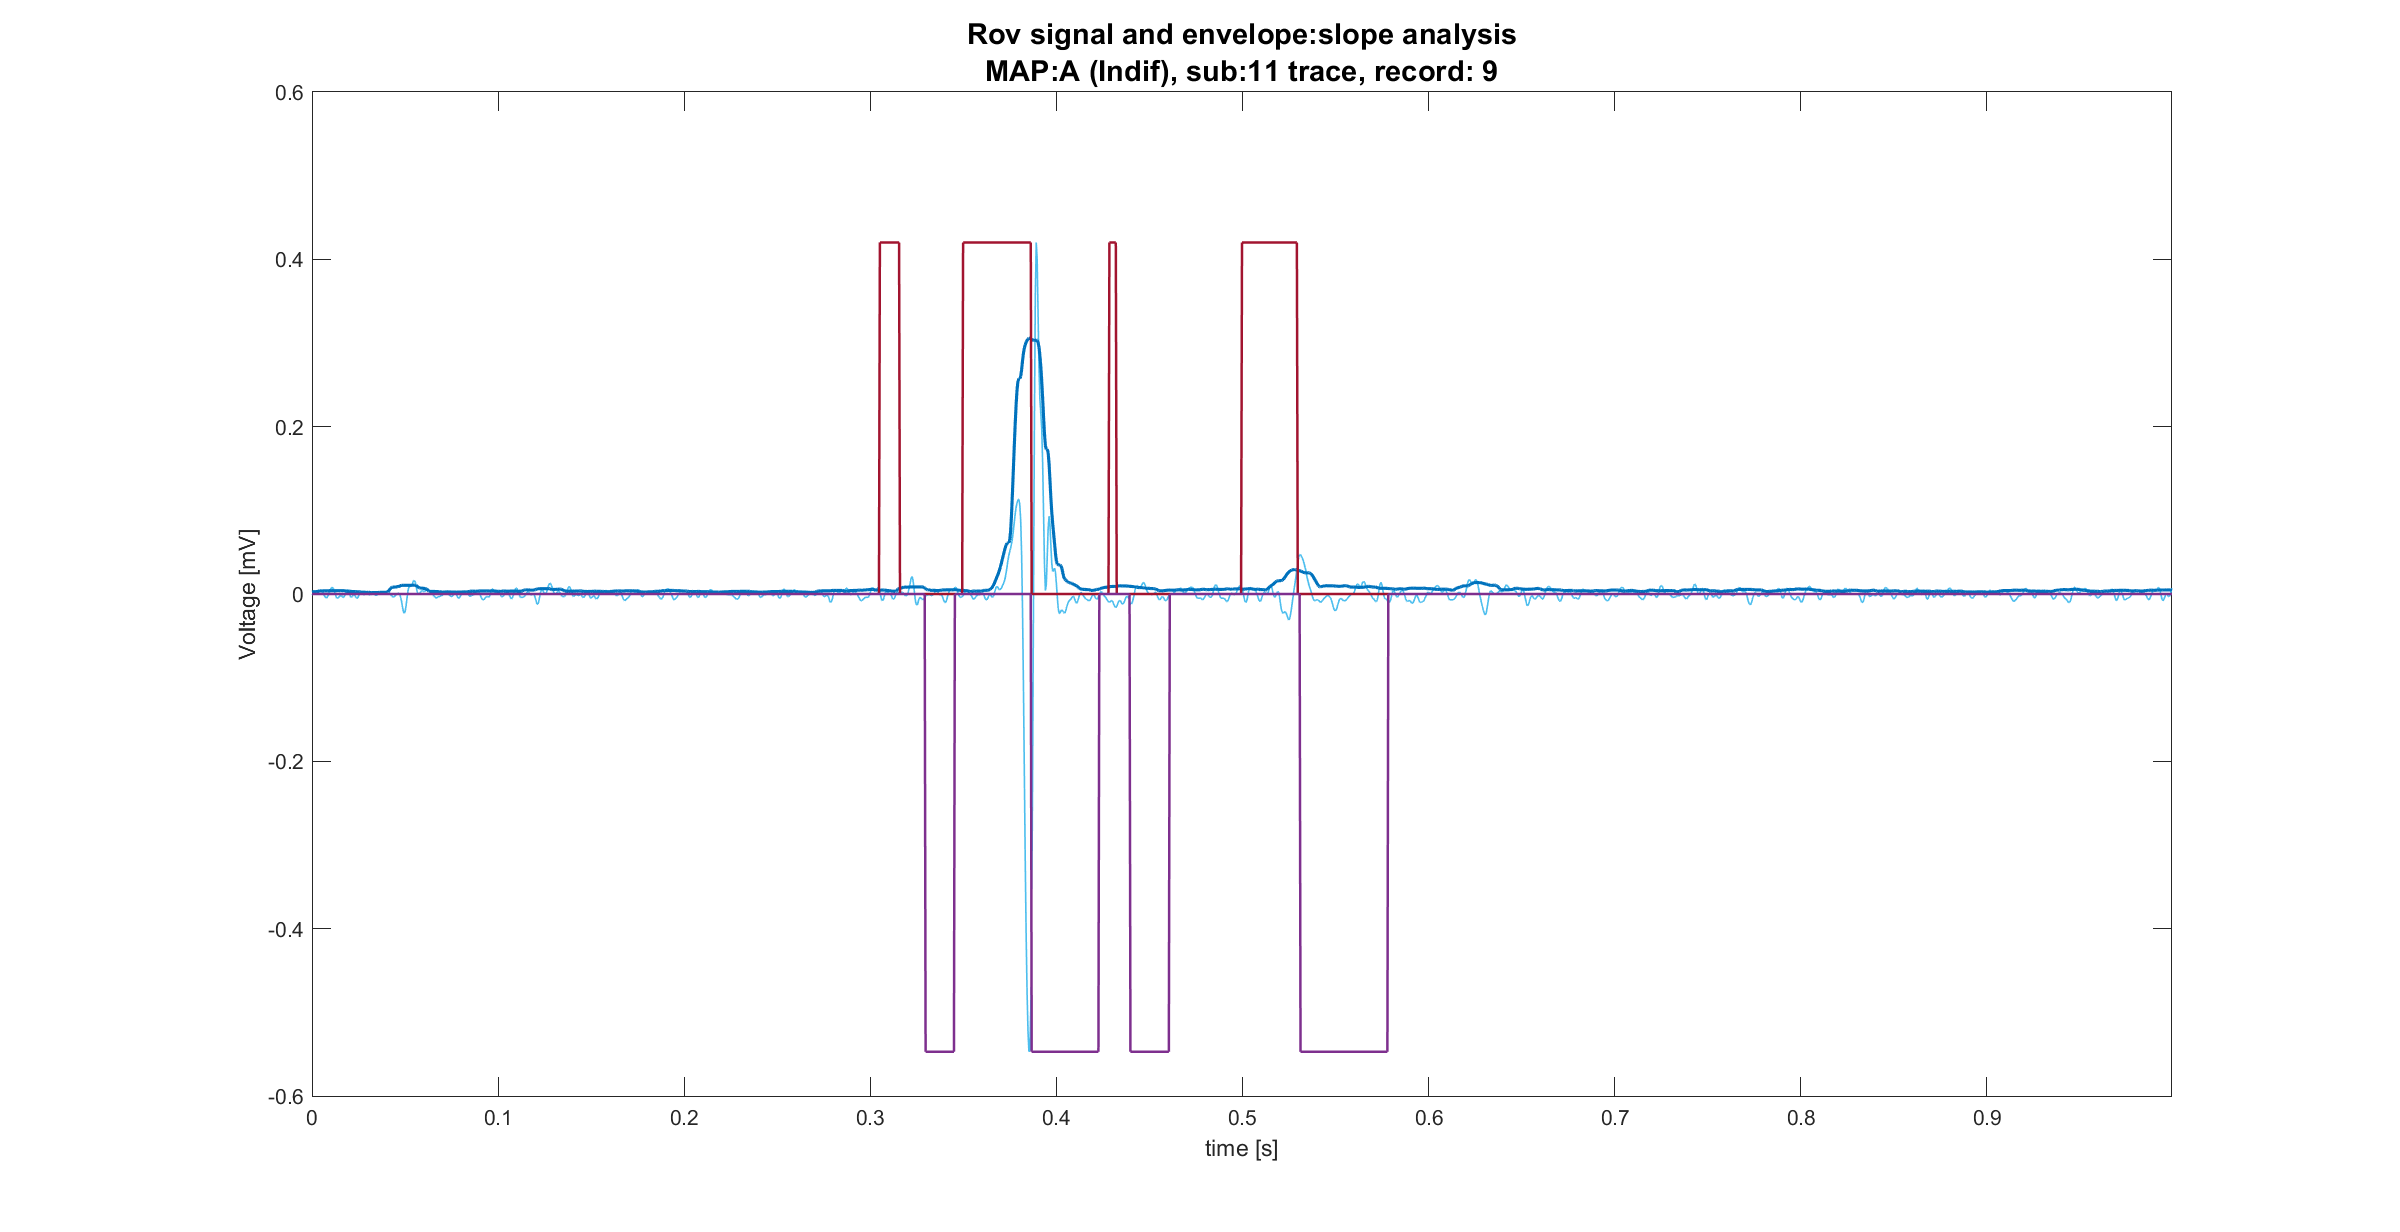 Rov signal and envelope:slope analysis
MAP:A (Indif), sub:11 trace, record: 9
0.6
0.4
0.2
0
-0.2
-0.4
-0.6
Voltage [mV]
0 0.1 0.2 0.3 0.4 0.5 0.6 0.7 0.8 0.9
time [s]